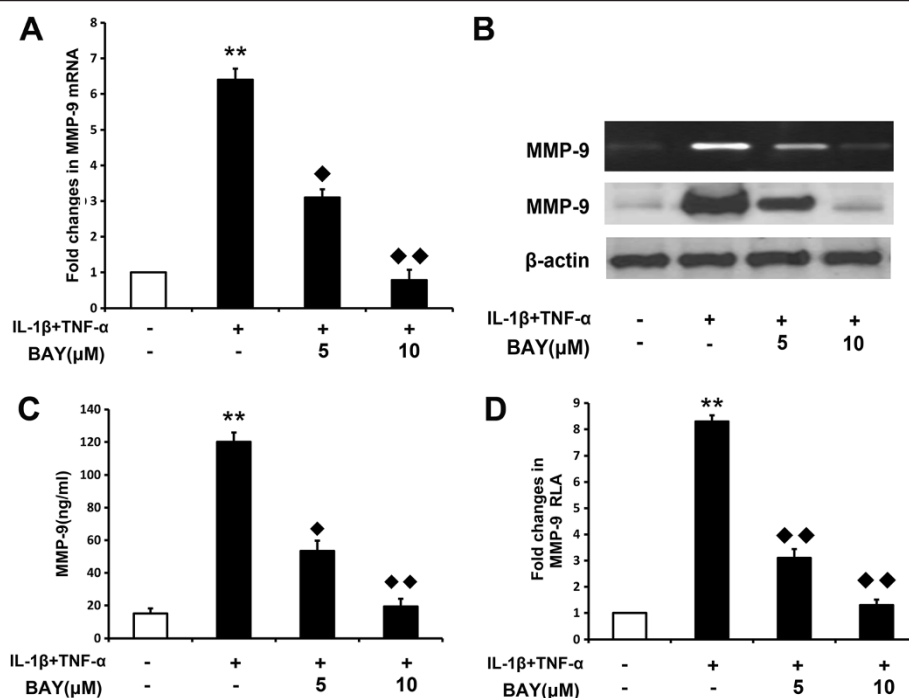 A
Fold changes in MMP-9 mRNA
8
7
6
5
4
3
2
1
0
**
◆
◆◆
IL-1β+TNF-α - + + +
BAY(μM) - - 5 10
B
MMP-9
MMP-9
β-actin
IL-1β+TNF-α - + + +
BAY(μM) - - 5 10
C
MMP-9(ng/ml)
140
120
100
80
60
40
20
0
**
◆
◆◆
IL-1β+TNF-α - + + +
BAY(μM) - - 5 10
D
Fold changes in
MMP-9 RLA
9
8
7
6
5
4
3
2
1
0
**
◆◆
◆◆
IL-1β+TNF-α - + + +
BAY(μM) - - 5 10